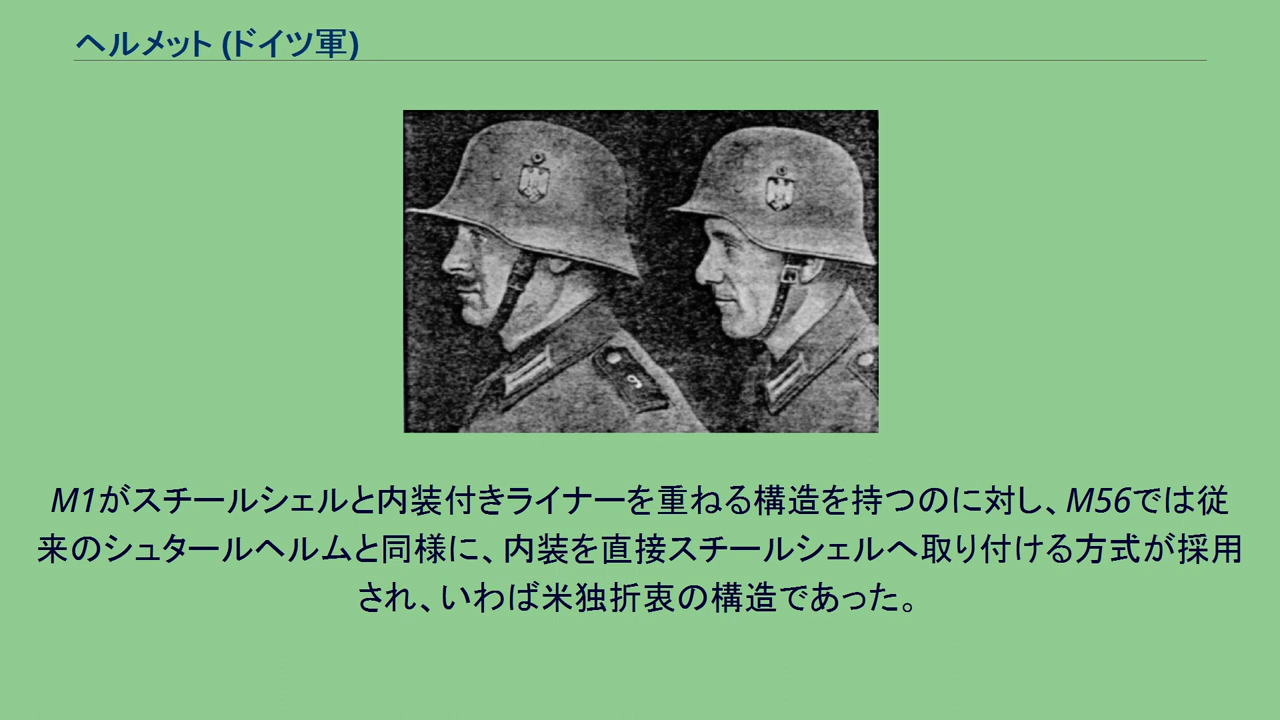 ヘルメット (ドイツ軍)
M1がスチールシェルと内装付きライナーを重ねる構造を持つのに対し、M56では従
来のシュタールヘルムと同様に、内装を直接スチールシェルへ取り付ける方式が採用
され、いわば米独折衷の構造であった。
9